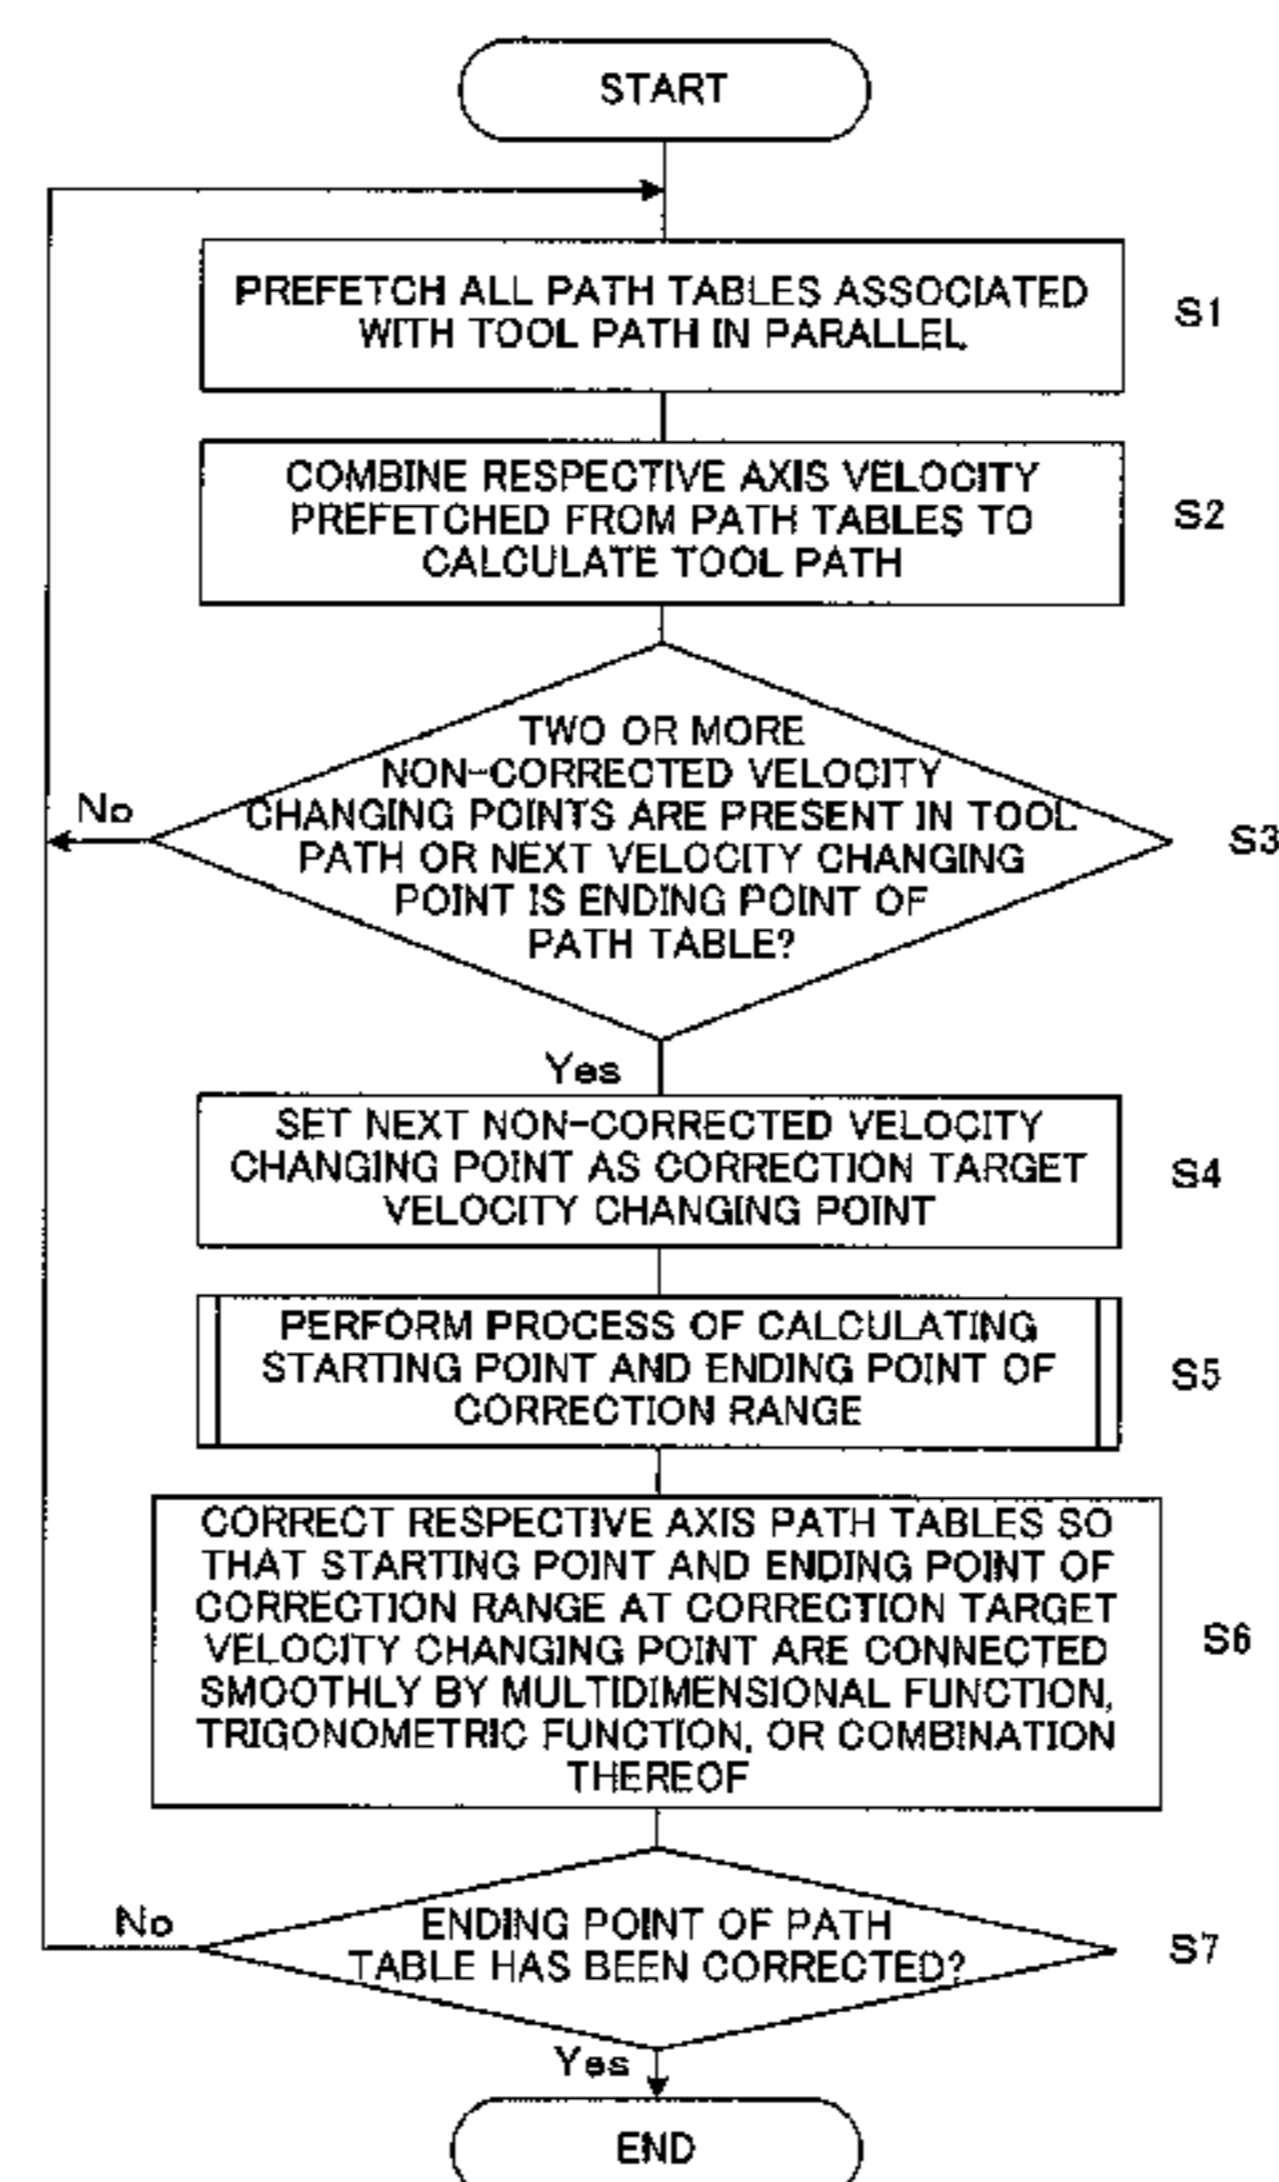 START
PREFETCH ALL PATH TABLES ASSOCIATED
WITH TOOL PATH IN PARALLEL
S1
COMBINE RESPECTIVE AXIS VELOCITY
PREFETCHED FROM PATH TABLES TO
CALCULATE TOOL PATH
S2
TWO OR MORE
NON-CORRECTED VELOCITY
CHANGING POINTS ARE PRESENT IN TOOL
PATH OR NEXT VELOCITY CHANGING
POINT IS ENDING POINT OF
PATH TABLE?
No
S3
Yes
SET NEXT NON-CORRECTED VELOCITY
CHANGING POINT AS CORRECTION TARGET
VELOCITY CHANGING POINT
S4
PERFORM PROCESS OF CALCULATING
STARTING POINT AND ENDING POINT OF
CORRECTION RANGE
S5
CORRECT RESPECTIVE AXIS PATH TABLES SO
THAT STARTING POINT AND ENDING POINT OF
CORRECTION RANGE AT CORRECTION TARGET
VELOCITY CHANGING POINT ARE CONNECTED
SMOOTHLY BY MULTIDIMENSIONAL FUNCTION,
TRIGONOMETRIC FUNCTION, OR COMBINATION
THEREOF
S6
No
ENDING POINT OF PATH
TABLE HAS BEEN CORRECTED?
S7
Yes
END